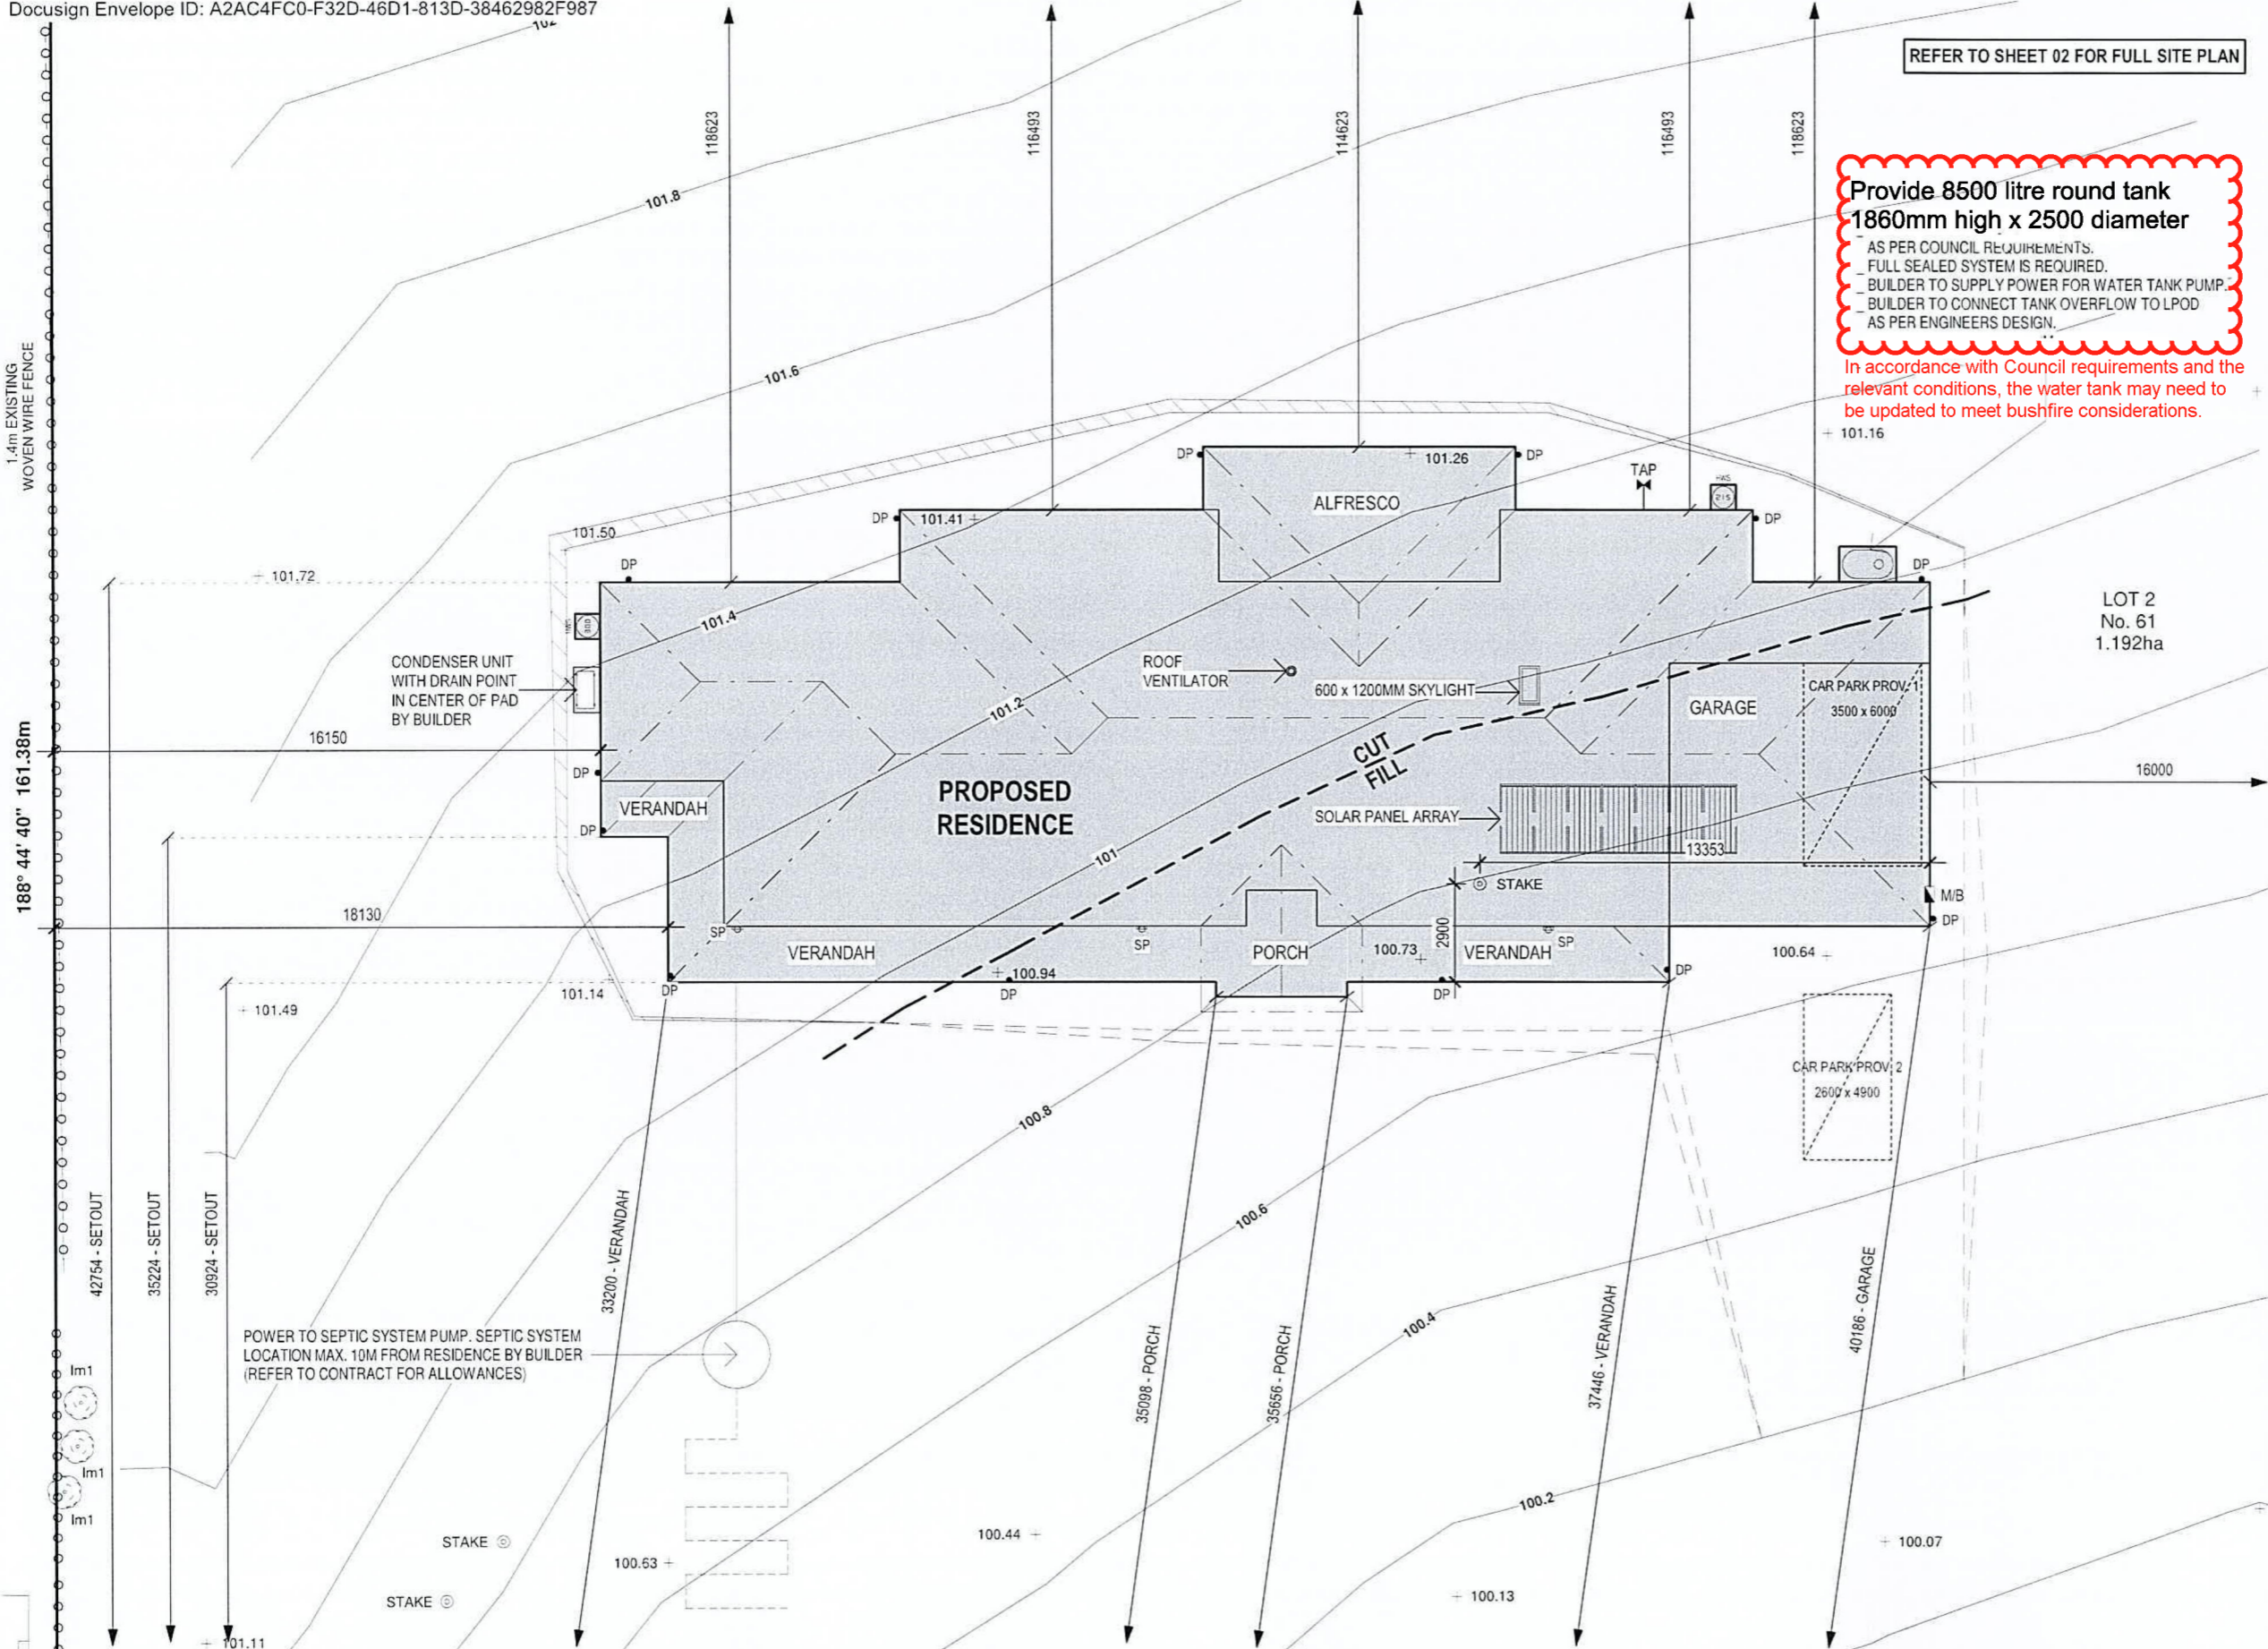 Docusign Envelope ID: A2AC4FC0-F32D-46D1-813D-38462982F987
102
REFER TO SHEET 02 FOR FULL SITE PLAN
118623
116493
114623
116493
118623
Provide 8500 litre round tank
1860mm high x 2500 diameter
AS PER COUNCIL REQUIREMENTS.
FULL SEALED SYSTEM IS REQUIRED.
BUILDER TO SUPPLY POWER FOR WATER TANK PUMP.
BUILDER TO CONNECT TANK OVERFLOW TO LPOD
AS PER ENGINEERS DESIGN.
In accordance with Council requirements and the
relevant conditions, the water tank may need to
be updated to meet bushfire considerations.
101.8
101.6
1.4m EXISTING
WOVEN WIRE FENCE
101.16
DP
101.26
DP
TAP
HWS
215
ALFRESCO
DP
101.41
DP
101.50
DP
DP
101.72
LOT 2
No. 61
1.192ha
101.4
HWS
300
CONDENSER UNIT
WITH DRAIN POINT
IN CENTER OF PAD
BY BUILDER
ROOF
VENTILATOR
600 x 1200MM SKYLIGHT
101.2
GARAGE
CAR PARK PROV. 1
3500 x 6000
188° 44' 40" 161.38m
16150
CUT
FILL
16000
DP
PROPOSED
RESIDENCE
VERANDAH
SOLAR PANEL ARRAY
DP
13353
101
STAKE
M/B
18130
DP
SP
SP
SP
VERANDAH
PORCH
100.73
2900
VERANDAH
100.64
100.94
DP
DP
DP
DP
101.14
101.49
CAR PARK PROV. 2
2600 x 4900
100.8
100.6
42754 - SETOUT
35224 - SETOUT
30924 - SETOUT
33200 - VERANDAH
35098 - PORCH
35656 - PORCH
37446 - VERANDAH
40186 - GARAGE
100.4
POWER TO SEPTIC SYSTEM PUMP. SEPTIC SYSTEM
LOCATION MAX. 10M FROM RESIDENCE BY BUILDER
(REFER TO CONTRACT FOR ALLOWANCES)
lm1
lm1
lm1
100.2
STAKE
100.44
100.63
100.07
STAKE
100.13
101.11